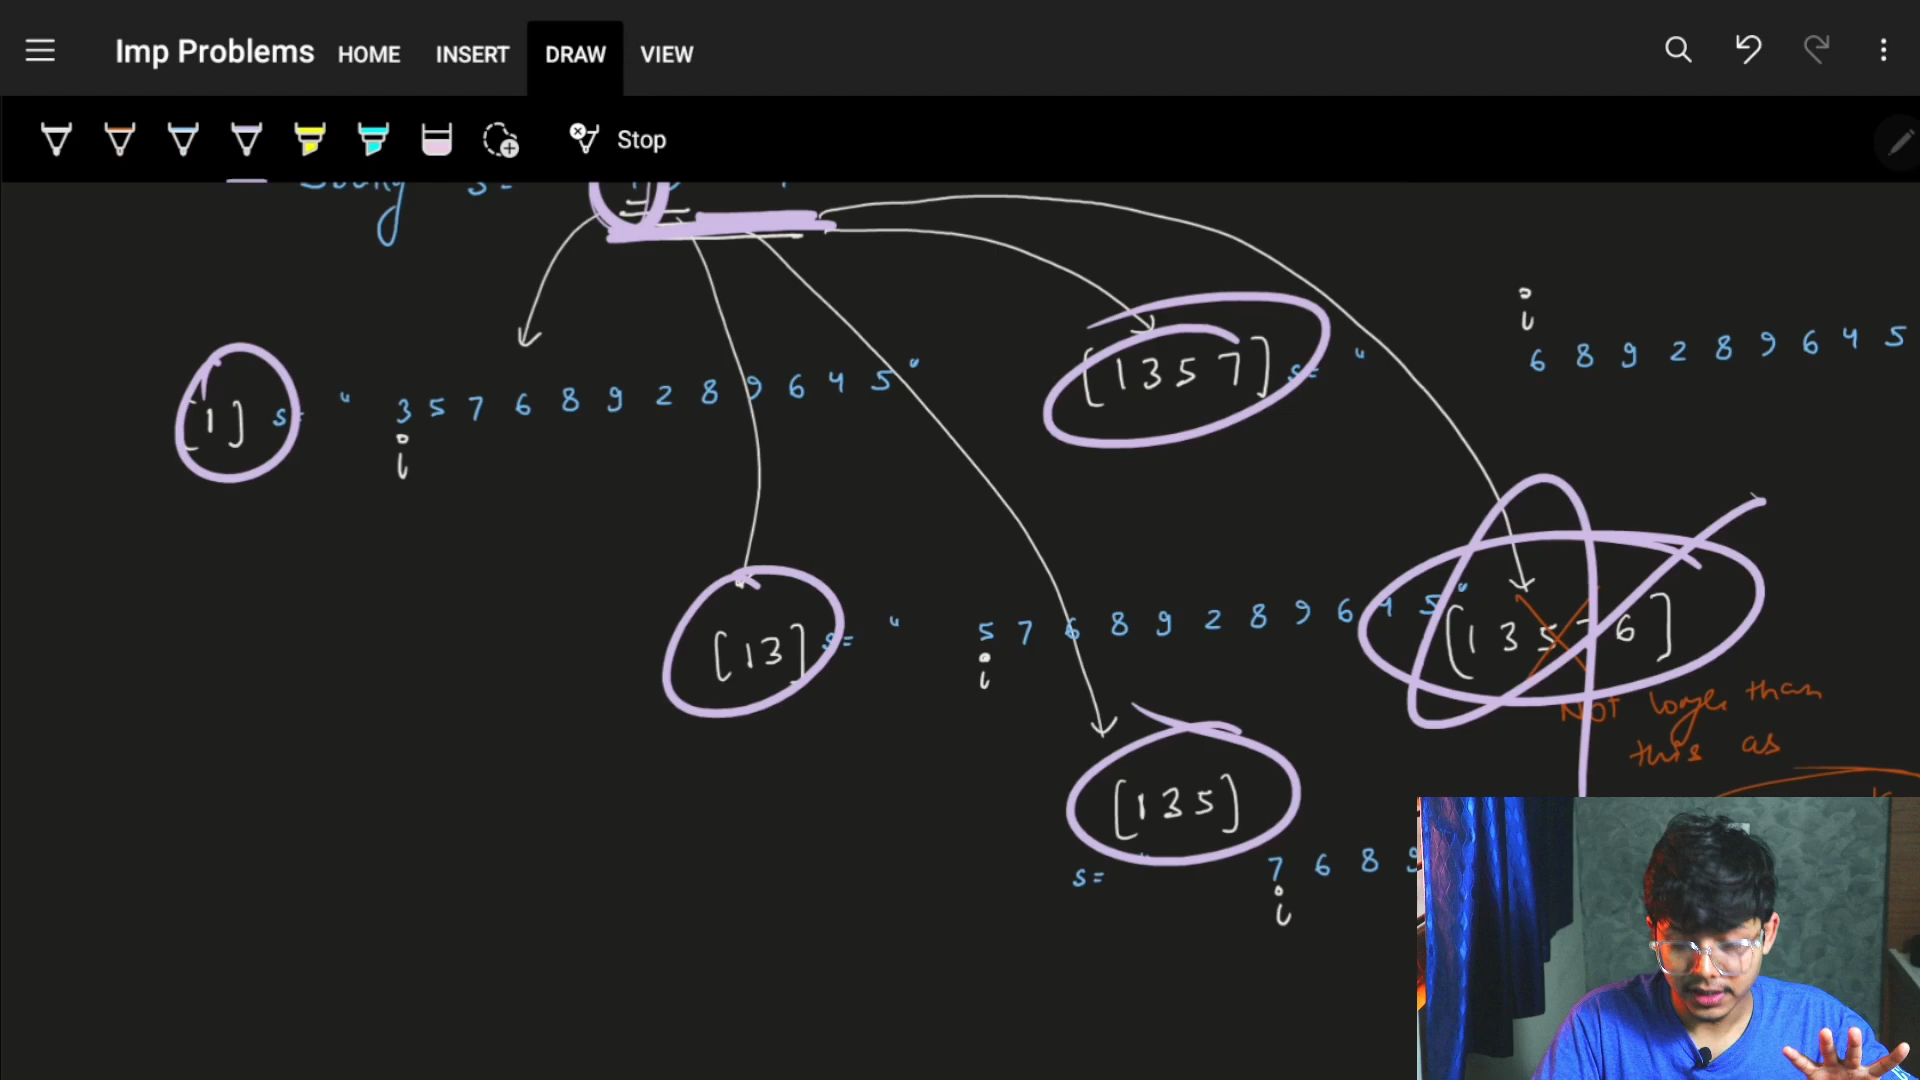 Imp Problems HOME INSERT DRAW VIEW
Stop
s=
[1] s= " 3 5 7 6 8 9 2 8 9 6 4 5 "
i
[1 3 5 7] s= "
i
6 8 9 2 8 9 6 4 5
[1 3] s= " 5 7 6 8 9 2 8 9 6 4 5 "
i
[1 3 5 7 6]
NOT
than
this as
[1 3 5]
s= " 7 6 8 9
i